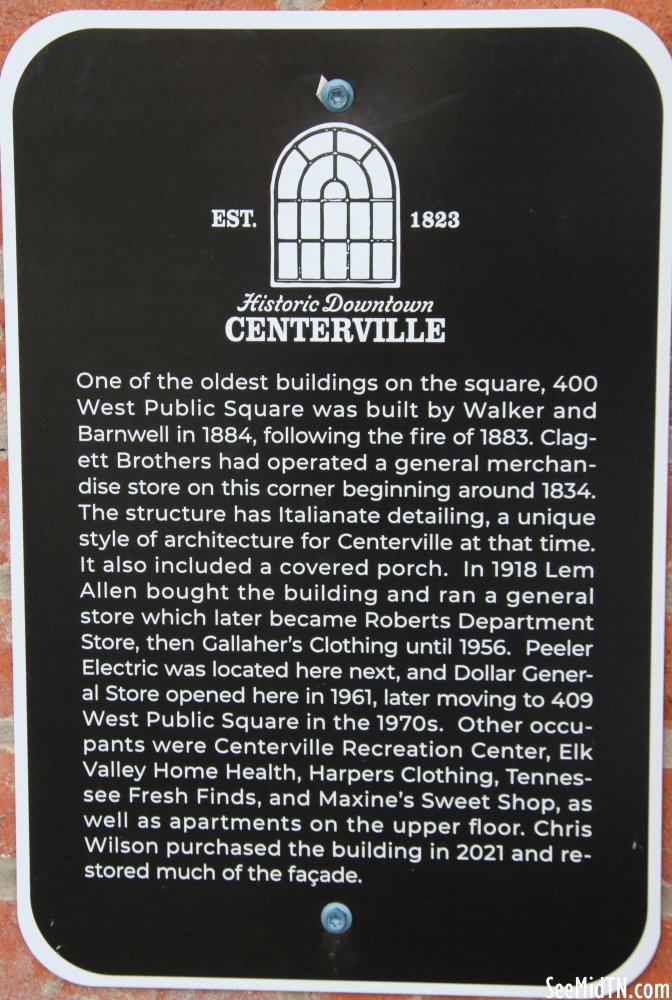 EST. 1823
Historic Downtown
CENTERVILLE
One of the oldest buildings on the square, 400
West Public Square was built by Walker and
Barnwell in 1884, following the fire of 1883. Clag-
ett Brothers had operated a general merchan-
dise store on this corner beginning around 1834.
The structure has Italianate detailing, a unique
style of architecture for Centerville at that time.
It also included a covered porch.  In 1918 Lem
Allen bought the building and ran a general
store which later became Roberts Department
Store, then Gallaher's Clothing until 1956.  Peeler
Electric was located here next, and Dollar Gener-
al Store opened here in 1961, later moving to 409
West Public Square in the 1970s.  Other occu-
pants were Centerville Recreation Center, Elk
Valley Home Health, Harpers Clothing, Tennes-
see Fresh Finds, and Maxine's Sweet Shop, as
well as apartments on the upper floor. Chris
Wilson purchased the building in 2021 and re-
stored much of the façade.
SeeMidTN.com